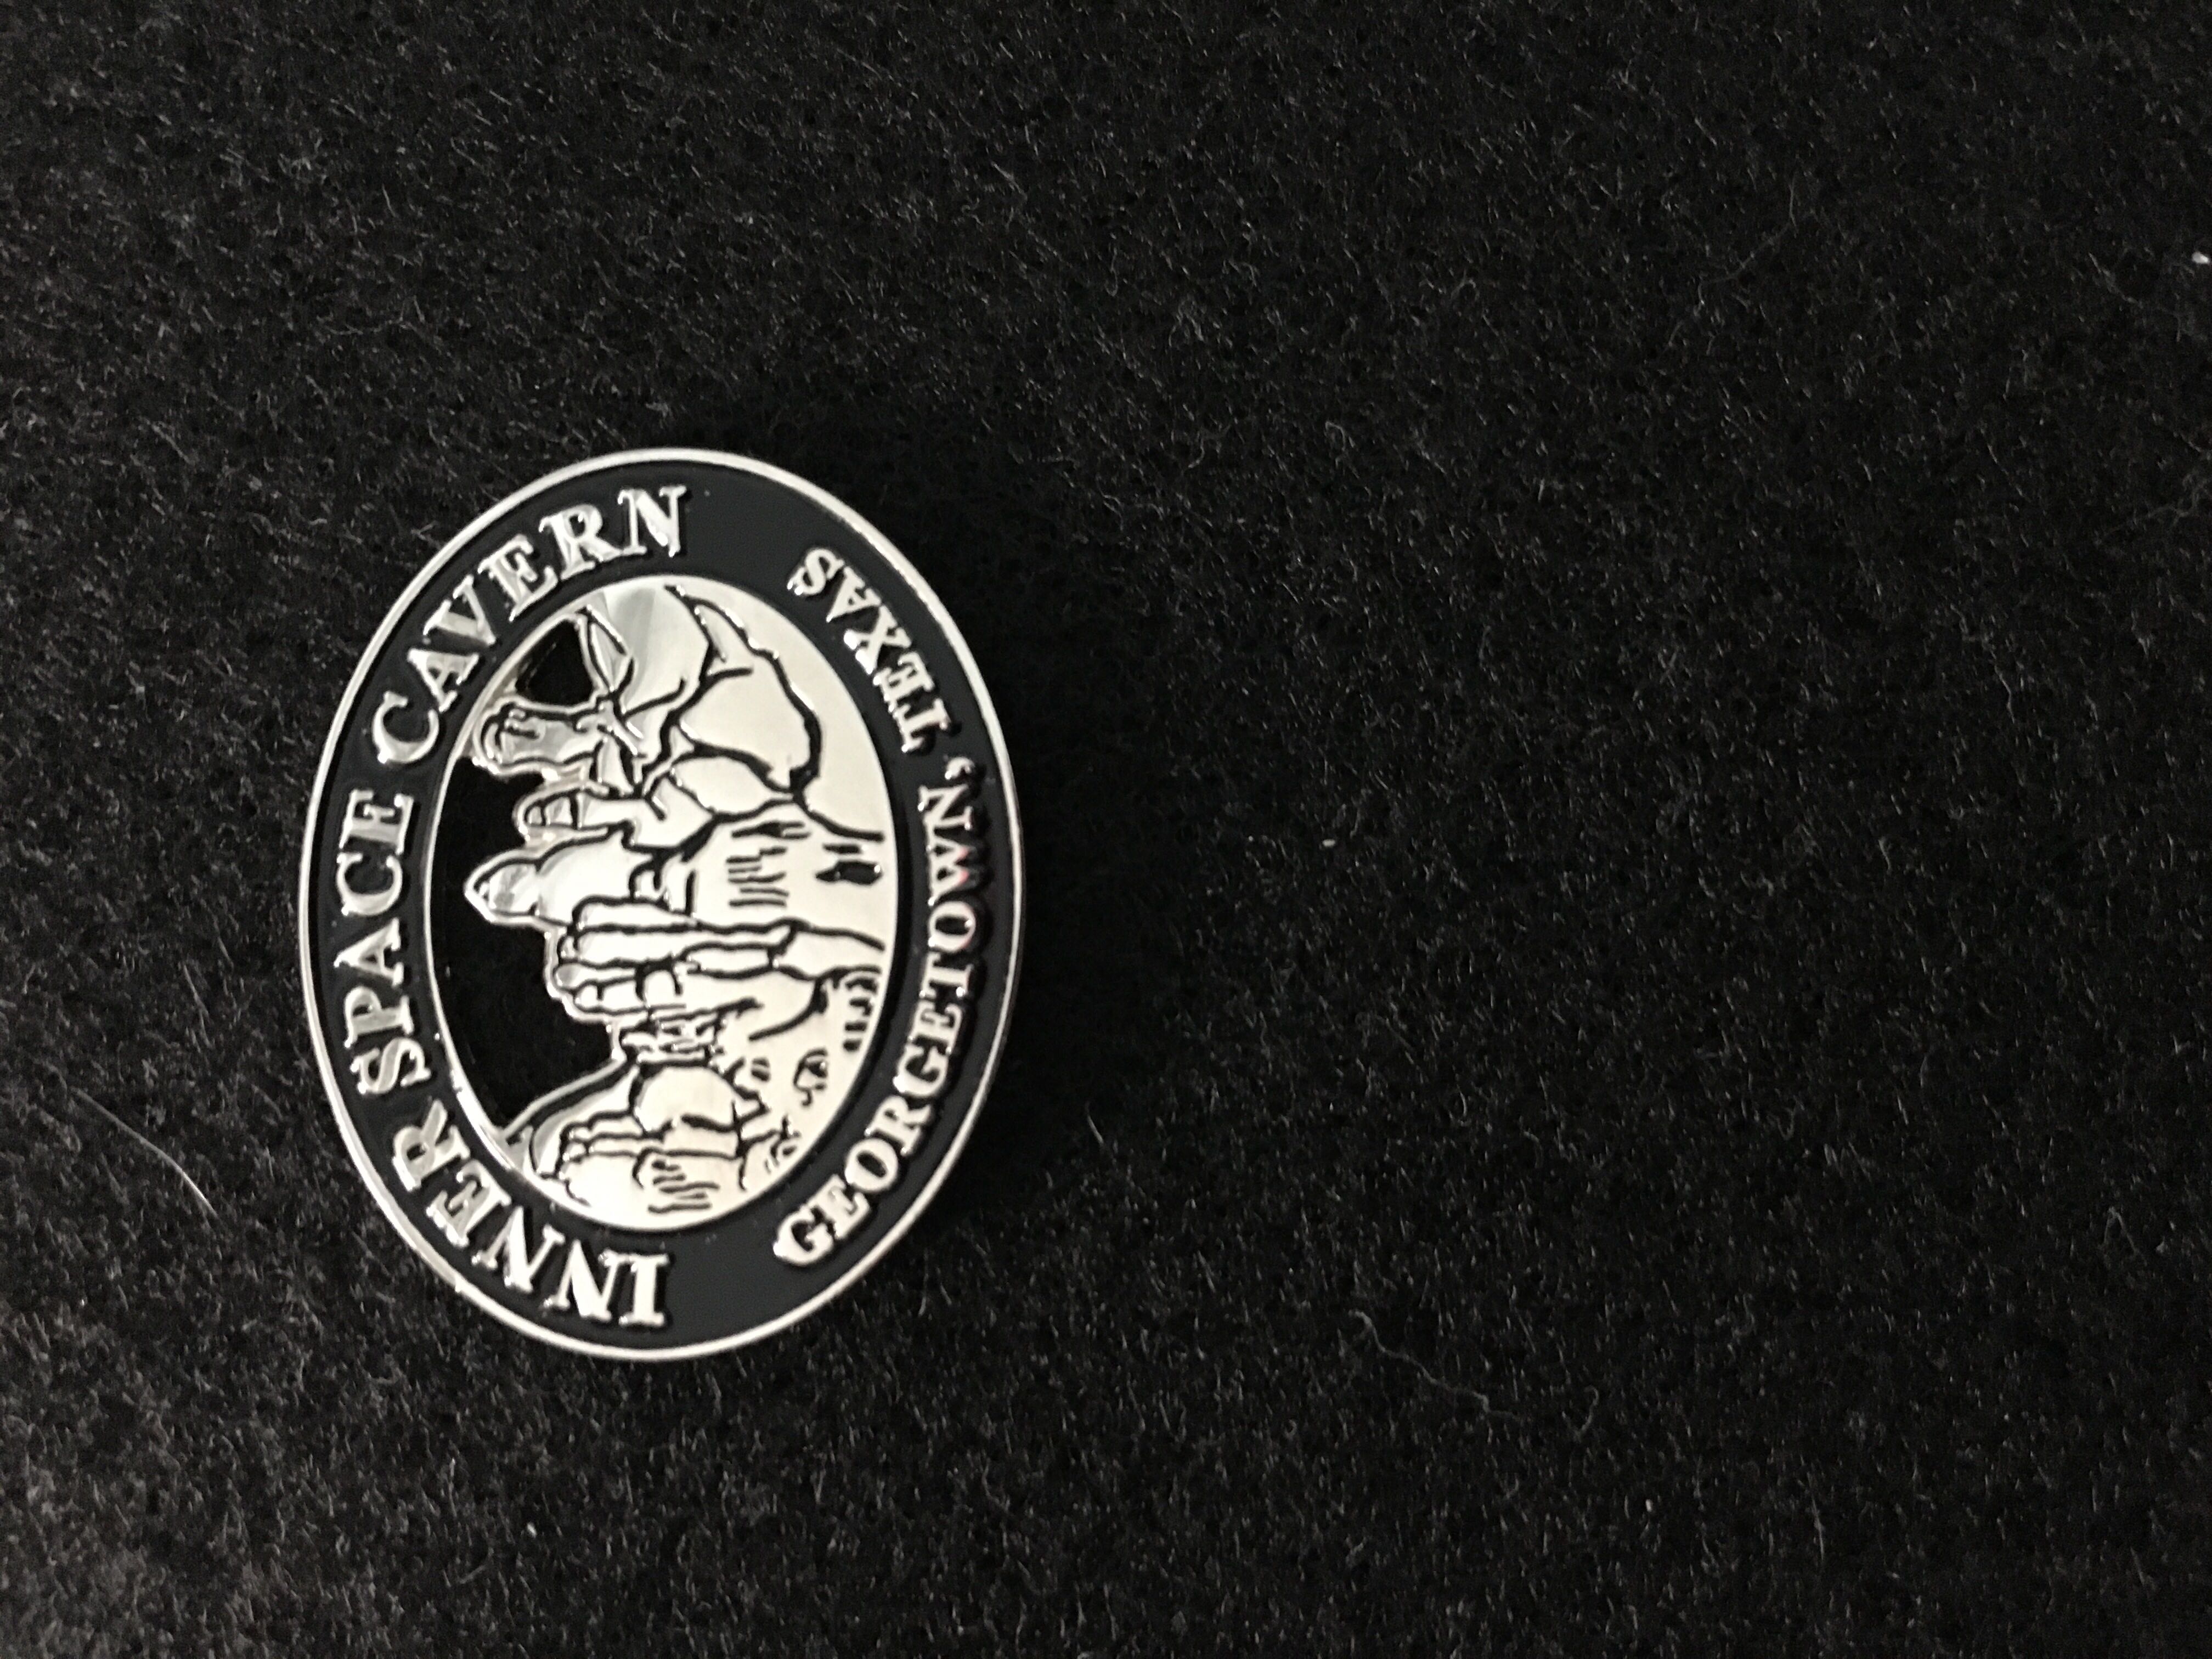 INNER SPACE CAVERN
GEORGETOWN, TEXAS